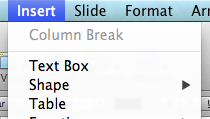 Insert Slide Format
Column Break
Text Box
Shape
Table